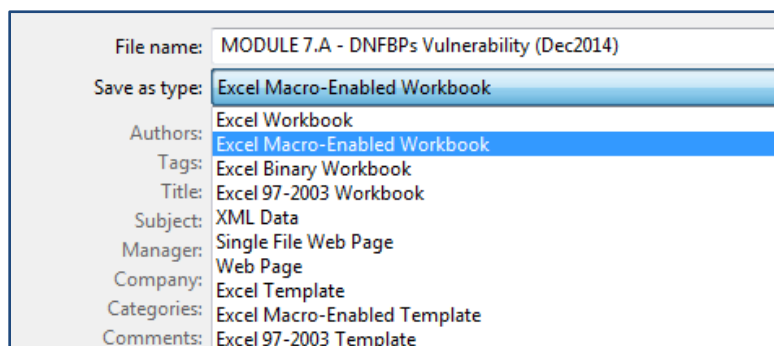 File name: MODULE 7.A - DNFBPs Vulnerability (Dec2014)
Save as type: Excel Macro-Enabled Workbook
Excel Workbook
Authors: Excel Macro-Enabled Workbook
Tags: Excel Binary Workbook
Title: Excel 97-2003 Workbook
Subject: XML Data
Manager: Single File Web Page
Web Page
Company: Excel Template
Categories: Excel Macro-Enabled Template
Comments: Excel 97-2003 Template